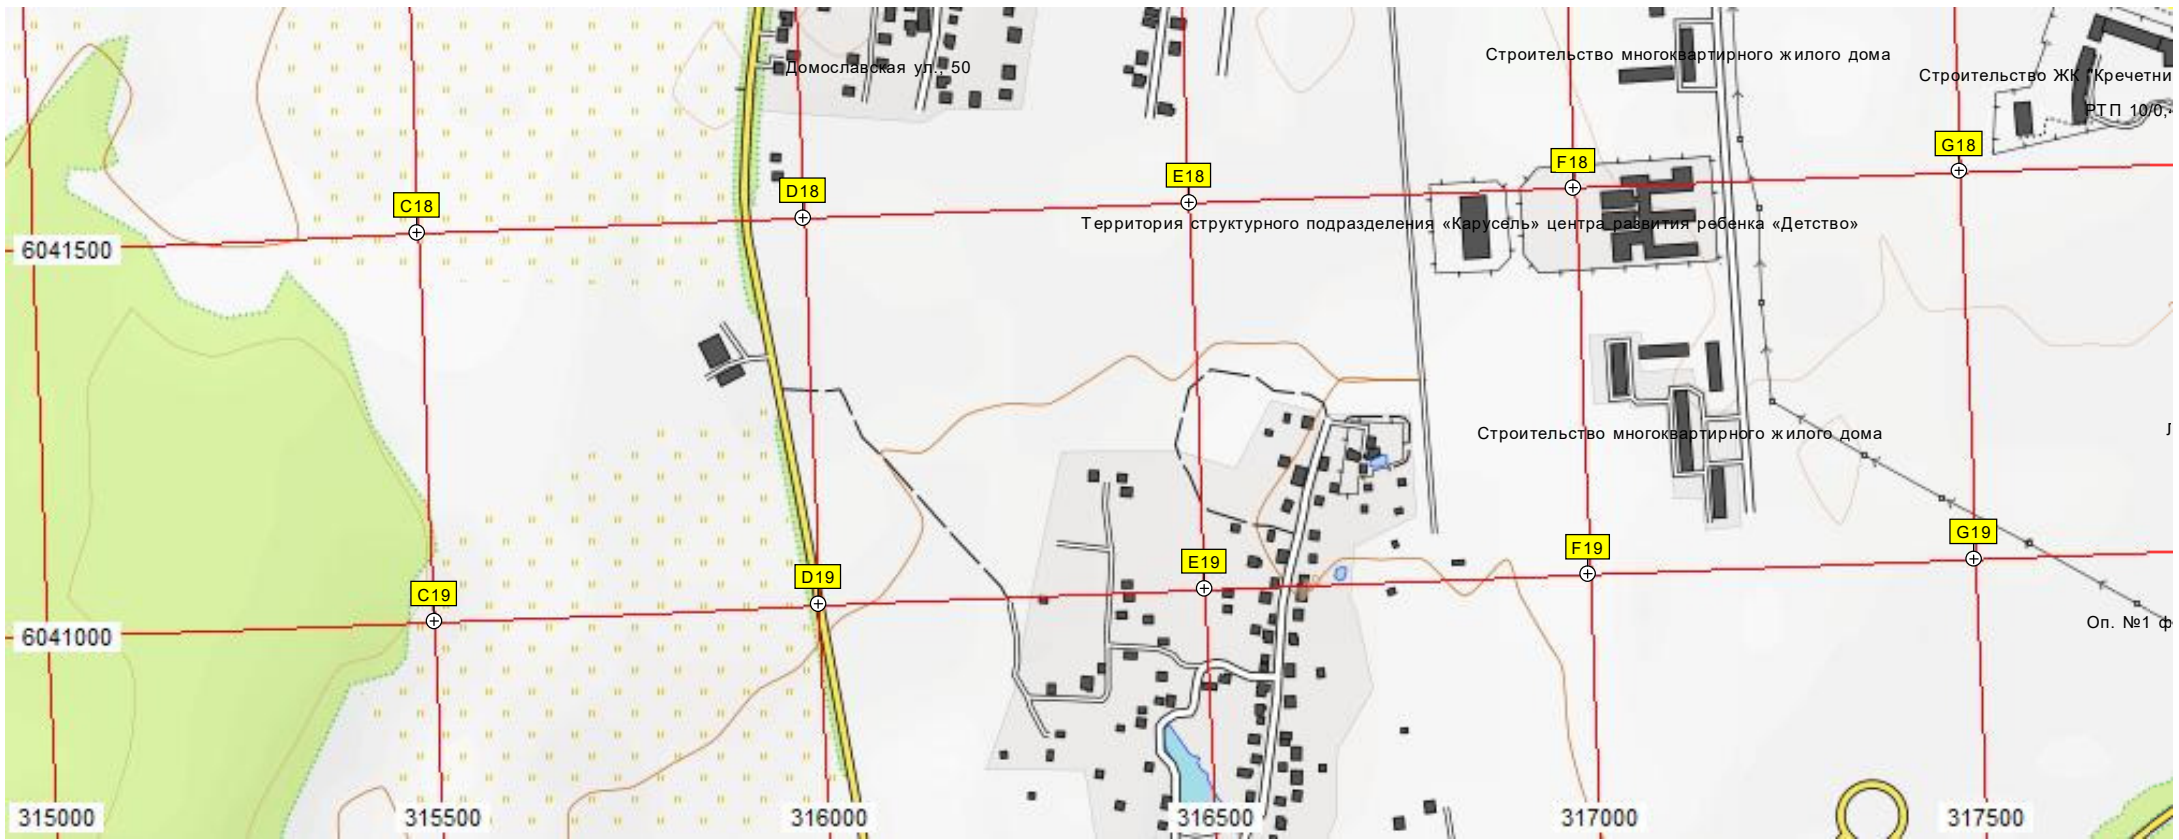 Строительство многоквартирного жилого дома
Домославская ул., 50
Строительство ЖК "Кречетни
РТП 10/0,4
G18
F18
E18
D18
C18
Территория структурного подразделения «Карусель» центра развития ребенка «Детство»
6041500
Строительство многоквартирного жилого дома
G19
F19
E19
D19
C19
Оп. №1 ф
6041000
315000
315500
316000
316500
317000
317500